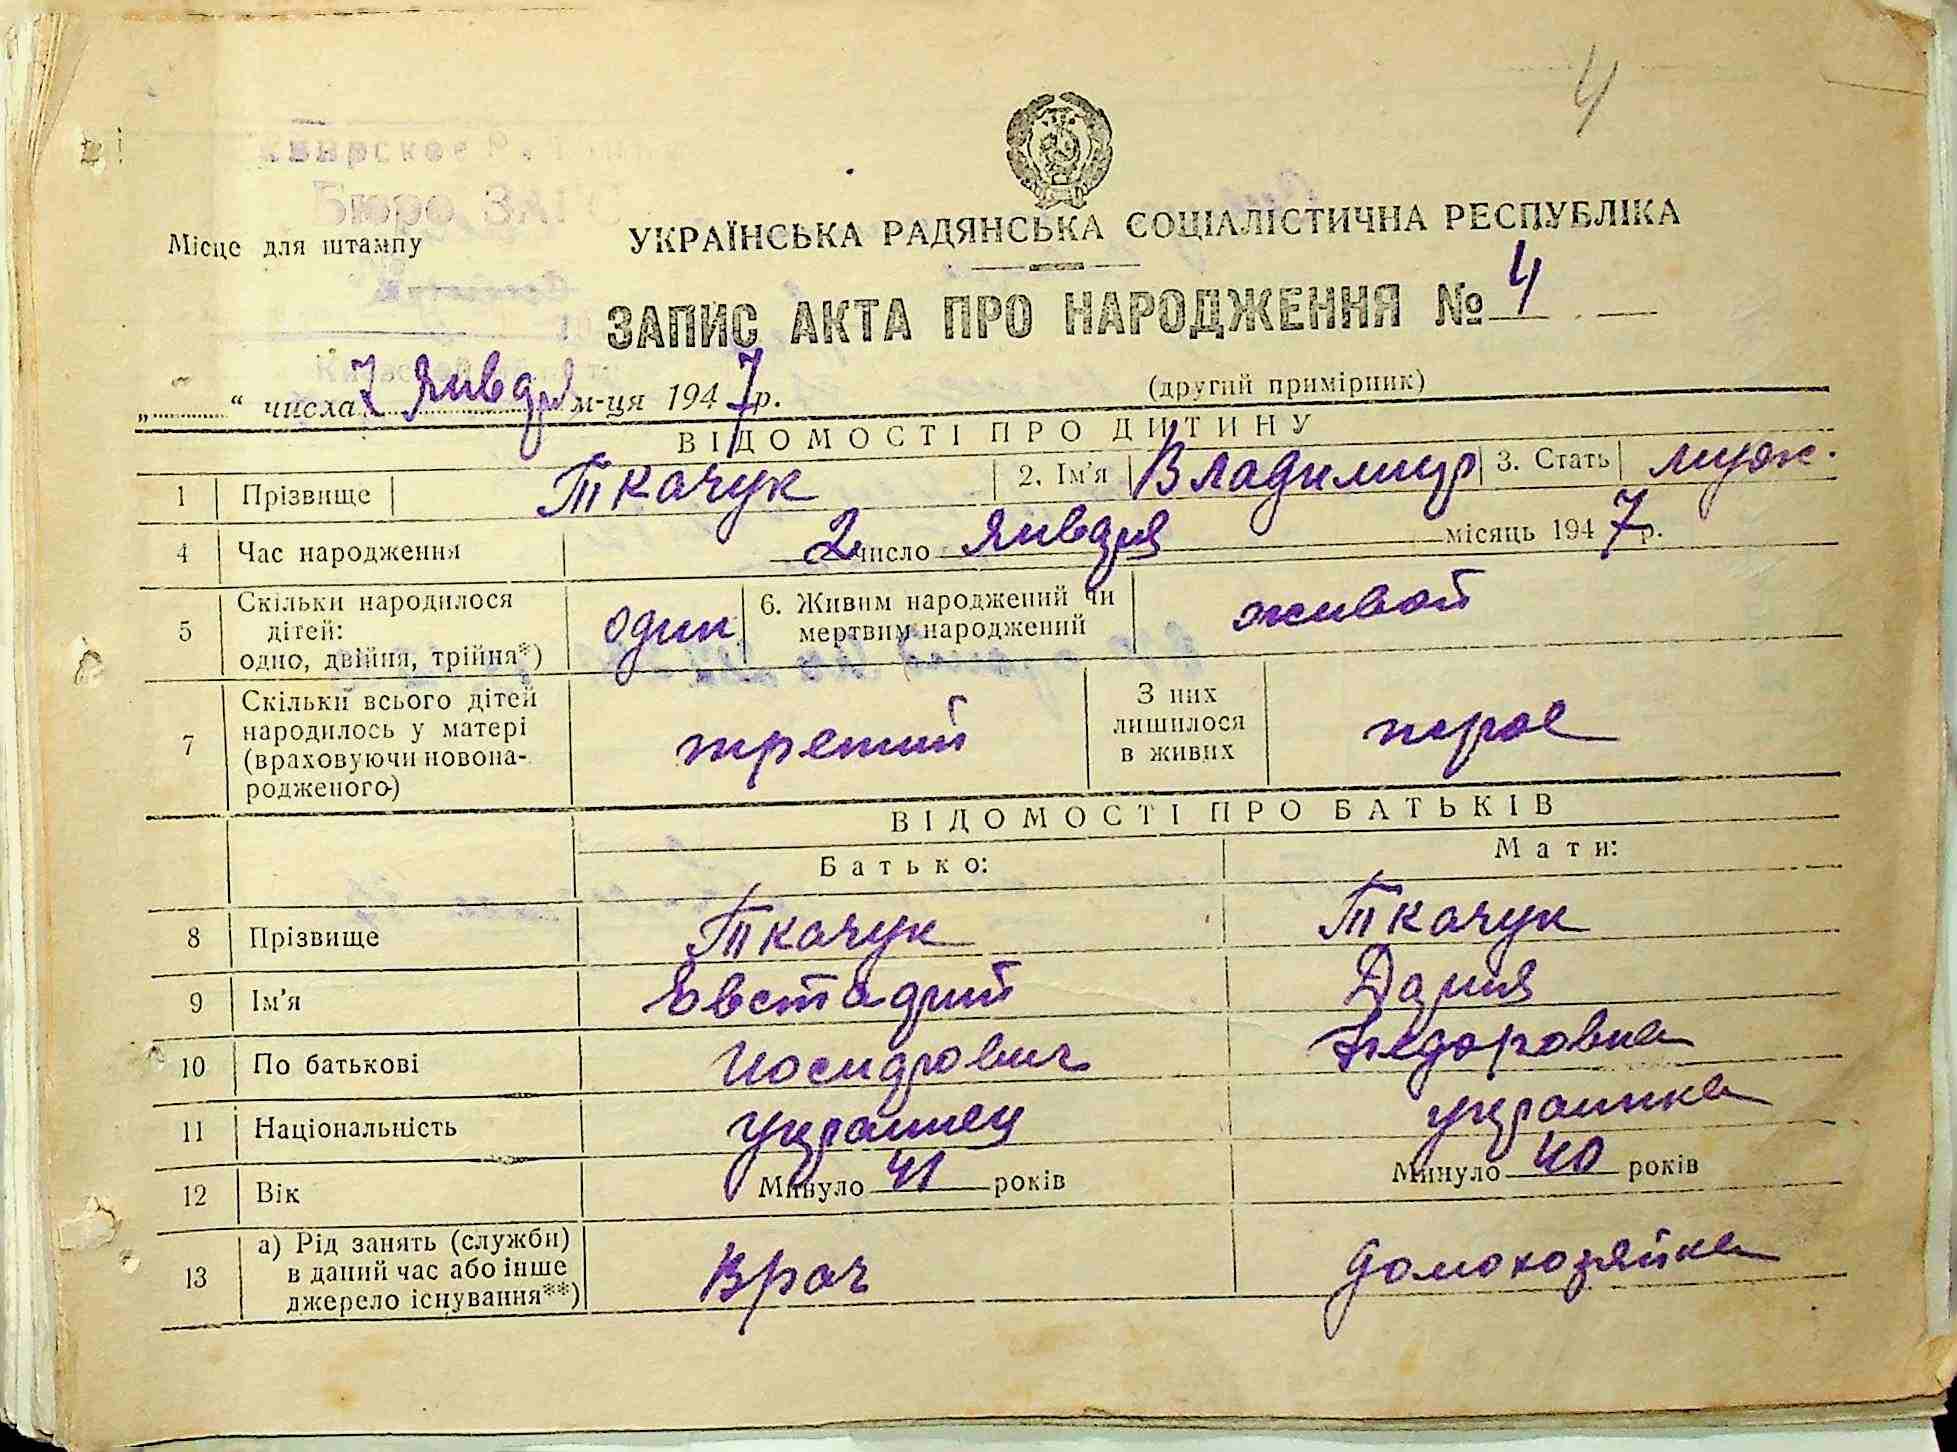 4
Бюро ЗАГС
Місце для штампу
УКРАЇНСЬКА РАДЯНСЬКА СОЦІАЛІСТИЧНА РЕСПУБЛІКА
ЗАПИС АКТА ПРО НАРОДЖЕННЯ № 4
„ “ числа 7 Января м-ця 1947 р. (другий примірник)
ВІДОМОСТІ ПРО ДИТИНУ
1 Прізвище Ткачук 2. Ім'я Владимир 3. Стать муж.
4 Час народження 2 число Января місяць 1947 р.
5 Скільки народилося дітей: одно, двійня, трійня*) один 6. Живим народжений чи мертвим народжений живой
7 Скільки всього дітей народилось у матері (враховуючи новонародженого) третий З них лишилося в живих трое
ВІДОМОСТІ ПРО БАТЬКІВ
Батько: Мати:
8 Прізвище Ткачук Ткачук
9 Ім'я Евстафий Дария
10 По батькові Иосифович Федоровна
11 Національність украинец украинка
12 Вік Минуло 41 років Минуло 40 років
13 а) Рід занять (служби) в даний час або інше джерело існування**) Врач домохозяйка